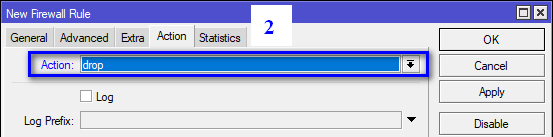 New Firewall Rule
General Advanced Extra Action Statistics 2 OK
Action: drop Cancel
Log Apply
Log Prefix: Disable